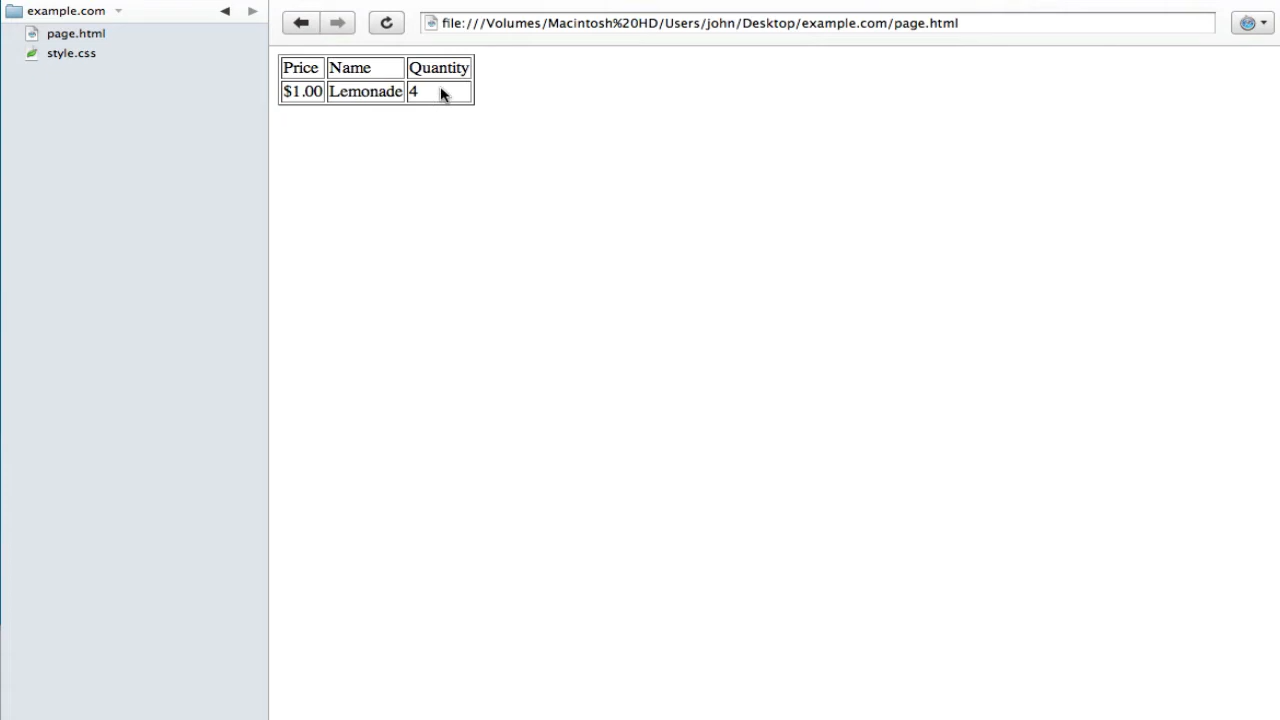 example.com
page.html
style.css
file:///Volumes/Macintosh%20HD/Users/john/Desktop/example.com/page.html
Price Name Quantity
$1.00 Lemonade 4